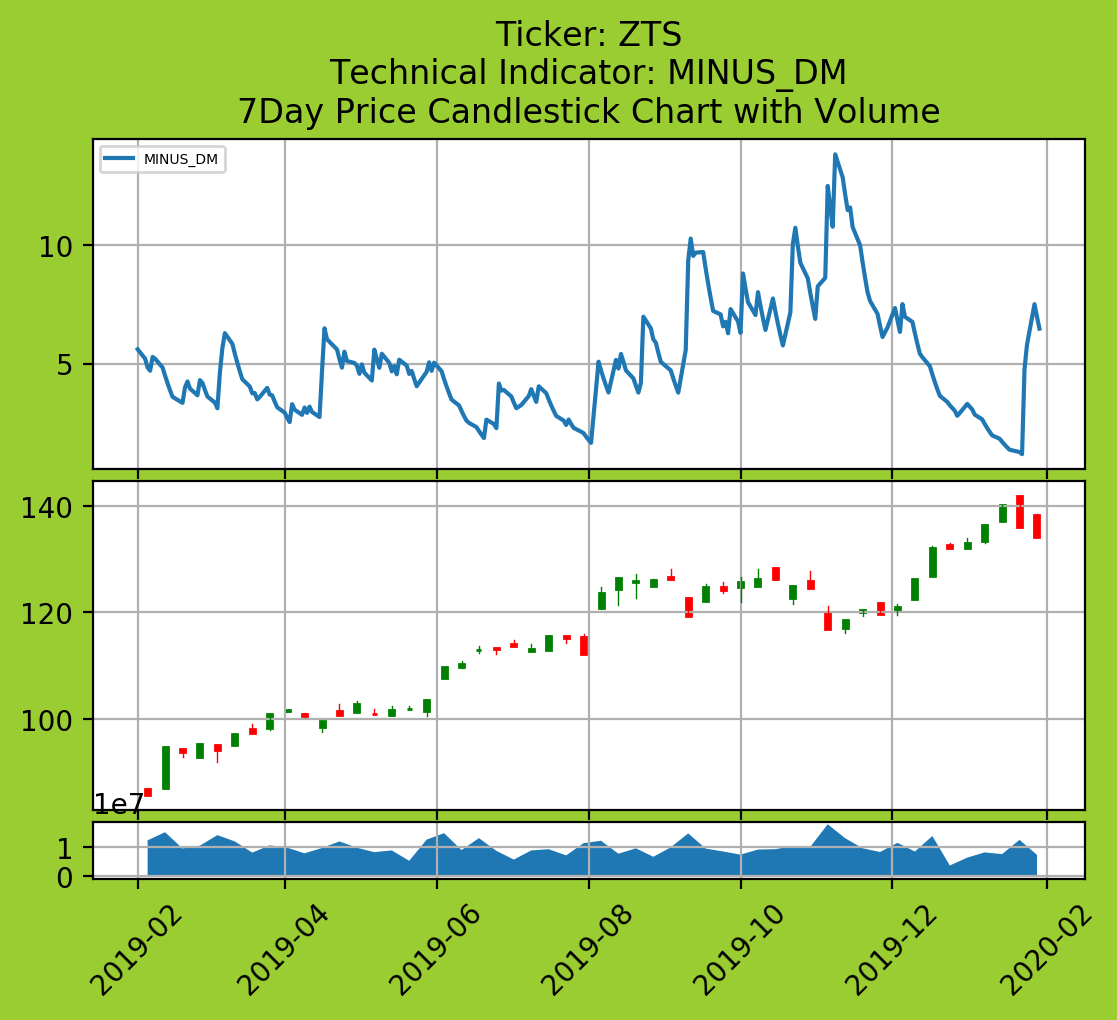 Ticker: ZTS
Technical Indicator: MINUS_DM
7Day Price Candlestick Chart with Volume
MINUS_DM
10
5
140
120
100
1e7
1
0
2019-02
2019-04
2019-06
2019-08
2019-10
2019-12
2020-02